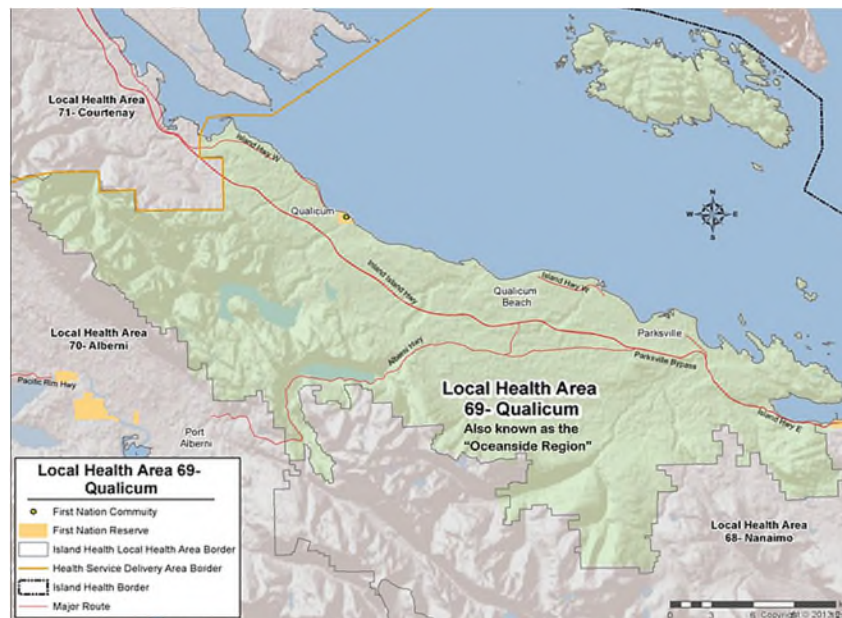 Local Health Area
71- Courtenay
Island Hwy W
Qualicum
N
W E
S
Inland Island Hwy
Island Hwy W
Qualicum
Beach
Parksville
Local Health Area
70- Alberni
Alberni Hwy
Parksville Bypass
Pacific Rim Hwy
Local Health Area
69- Qualicum
Also known as the
"Oceanside Region"
Island Hwy E
Port
Alberni
Local Health Area
68- Nanaimo
Local Health Area 69-
Qualicum
First Nation Commuity
First Nation Reserve
Island Health Local Health Area Border
Health Service Delivery Area Border
Island Health Border
Major Route
0 3 6
Copyright © 2013